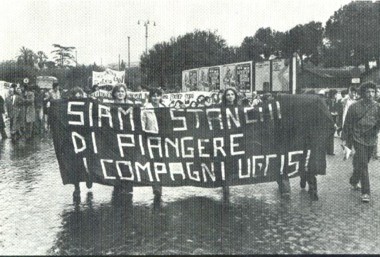 SIAMO STANCHI
DI PIANGERE
I COMPAGNI UCCISI